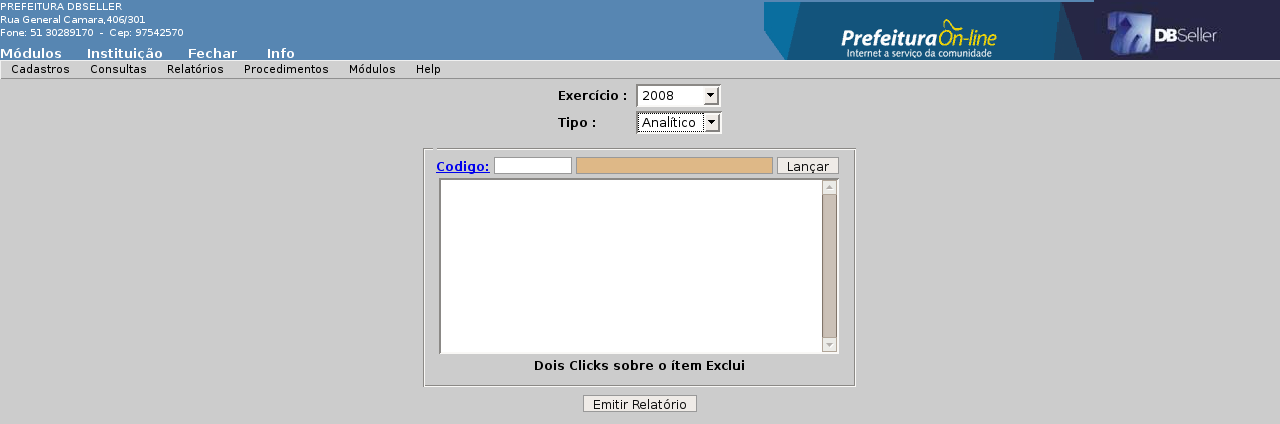 PREFEITURA DBSELLER
Rua General Camara,406/301
Fone: 51 30289170 - Cep: 97542570
Prefeitura On-line
Internet a serviço da comunidade
DBSeller
Módulos Instituição Fechar Info
Cadastros Consultas Relatórios Procedimentos Módulos Help
Exercício : 2008
Tipo : Analítico
Codigo: Lançar
Dois Clicks sobre o ítem Exclui
Emitir Relatório